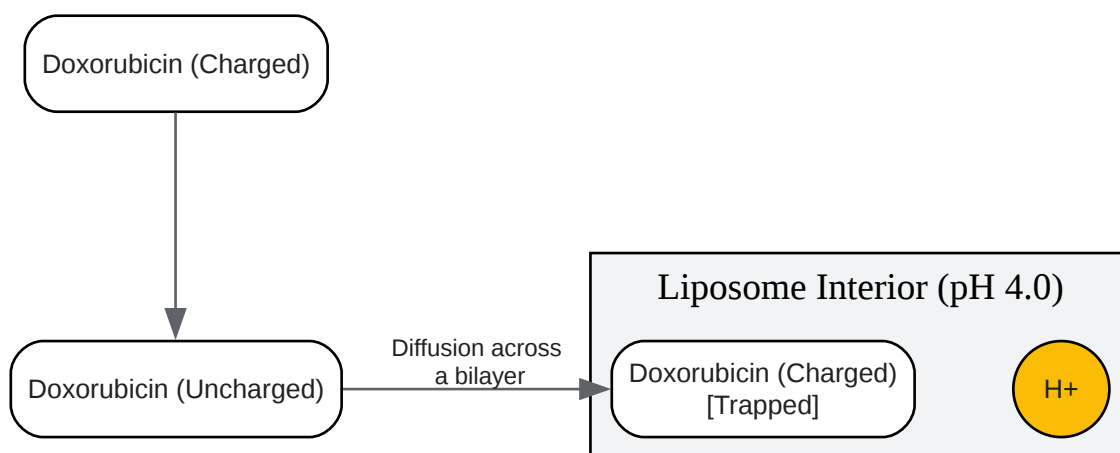 Doxorubicin (Charged)
Liposome Interior (pH 4.0)
Doxorubicin (Uncharged)
Diffusion across
a bilayer
Doxorubicin (Charged)
[Trapped]
H+